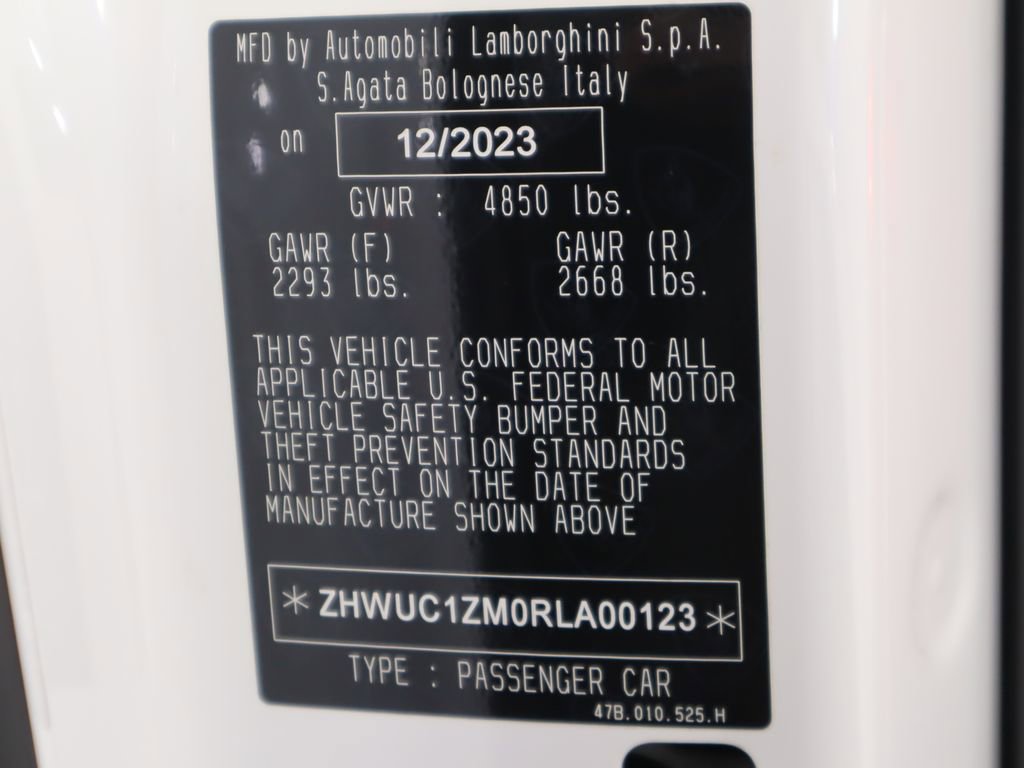 MFD by Automobili Lamborghini S.p.A.
S.Agata Bolognese Italy
on 12/2023
GVWR : 4850 lbs.
GAWR (F) GAWR (R)
2293 lbs. 2668 lbs.
THIS VEHICLE CONFORMS TO ALL
APPLICABLE U.S. FEDERAL MOTOR
VEHICLE SAFETY BUMPER AND
THEFT PREVENTION STANDARDS
IN EFFECT ON THE DATE OF
MANUFACTURE SHOWN ABOVE
* ZHWUC1ZM0RLA00123 *
TYPE : PASSENGER CAR
47B.010.525.H